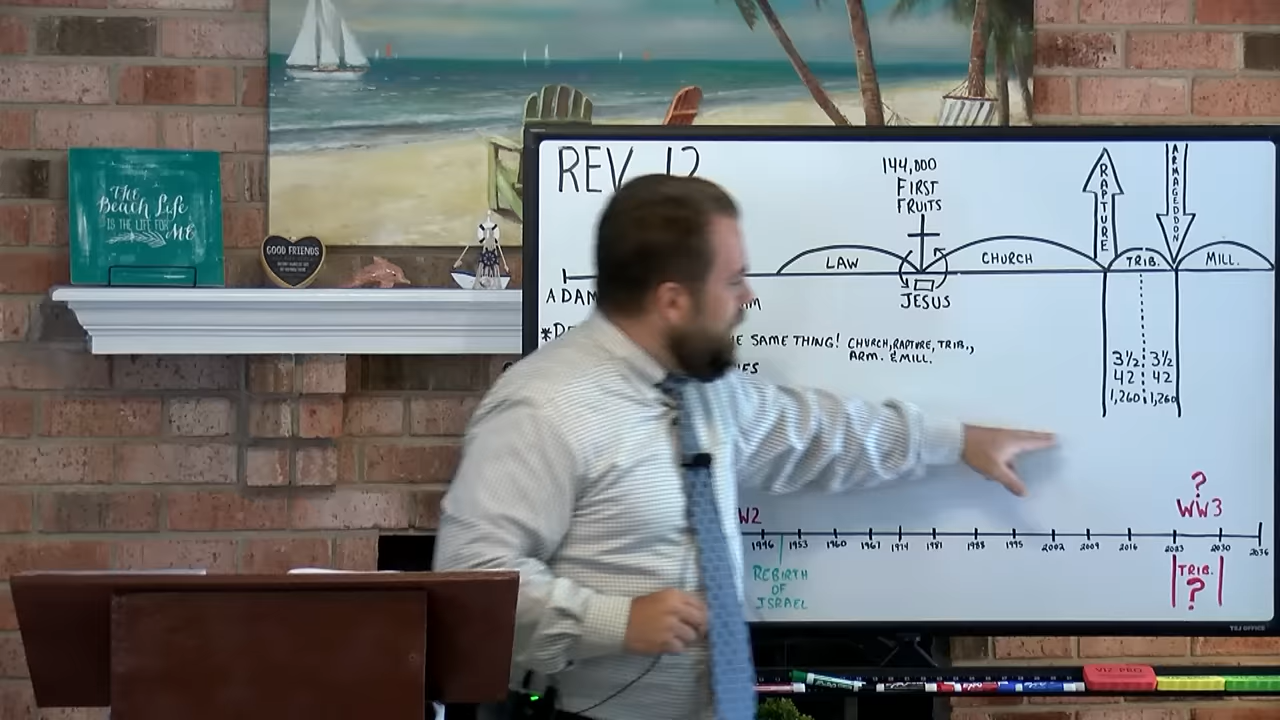 THE
Beach Life
IS THE LIFE FOR
ME
GOOD FRIENDS
REV 12
144,000
FIRST
FRUITS
RAPTURE
ARMAGEDDON
LAW
CHURCH
TRIB.
MILL.
ADAM
JESUS
SAME THING! CHURCH, RAPTURE, TRIB.,
ARM. & MILL.
3½ 3½
42 42
1,260 1,260
?
WW3
W2
1946 1953 1960 1967 1974 1981 1988 1995 2002 2009 2016 2023 2030 2036
REBIRTH
OF
ISRAEL
TRIB.
?